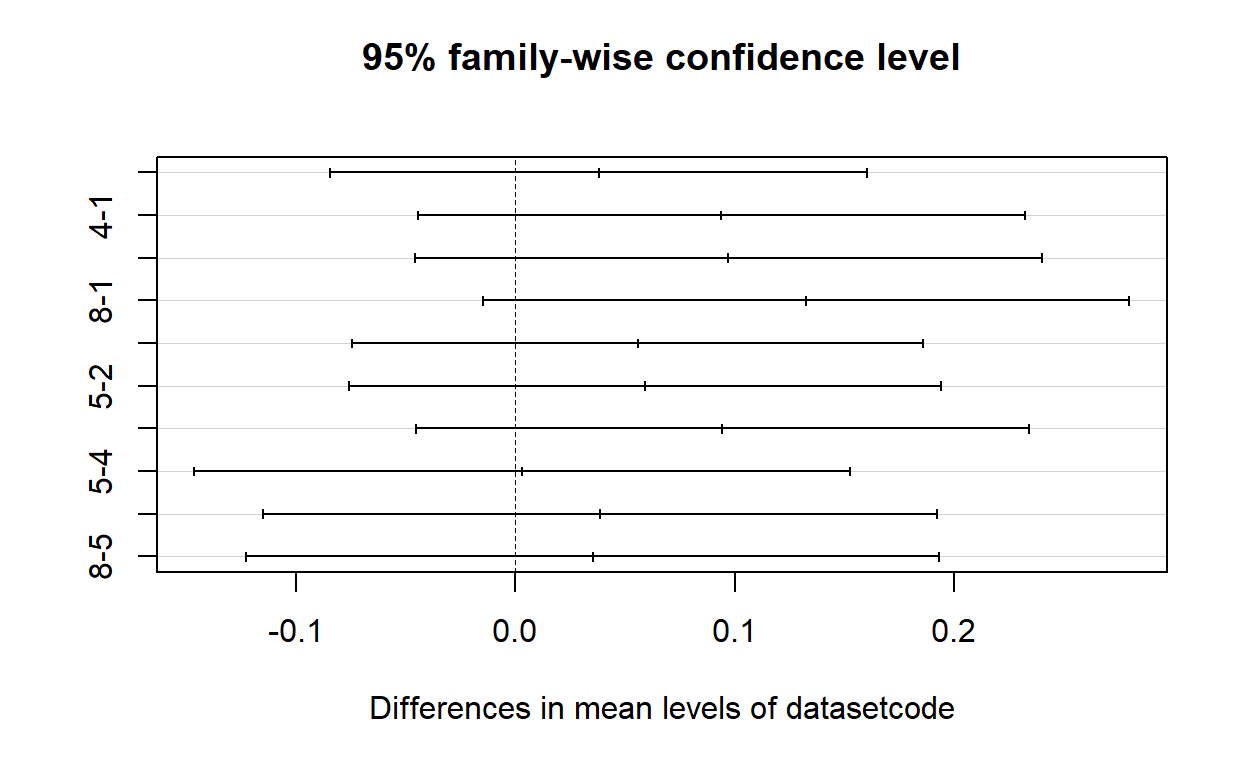 95% family-wise confidence level
4-1
8-1
5-2
5-4
8-5
-0.1 0.0 0.1 0.2
Differences in mean levels of datasetcode